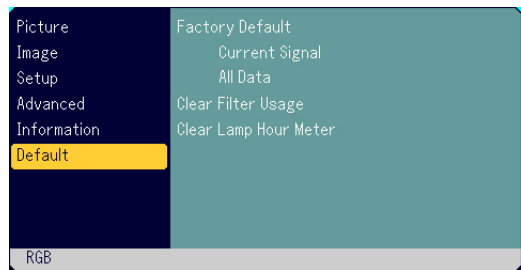 Picture
Image
Setup
Advanced
Information
Default
Factory Default
Current Signal
All Data
Clear Filter Usage
Clear Lamp Hour Meter
RGB